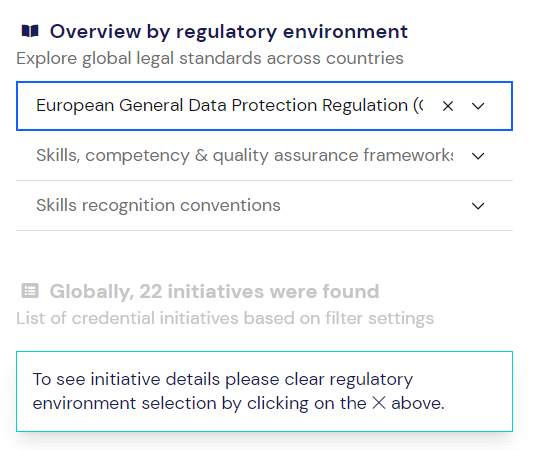 Overview by regulatory environment
Explore global legal standards across countries
European General Data Protection Regulation (
Skills, competency & quality assurance frameworks
Skills recognition conventions
Globally, 22 initiatives were found
List of credential initiatives based on filter settings
To see initiative details please clear regulatory
environment selection by clicking on the ✕ above.